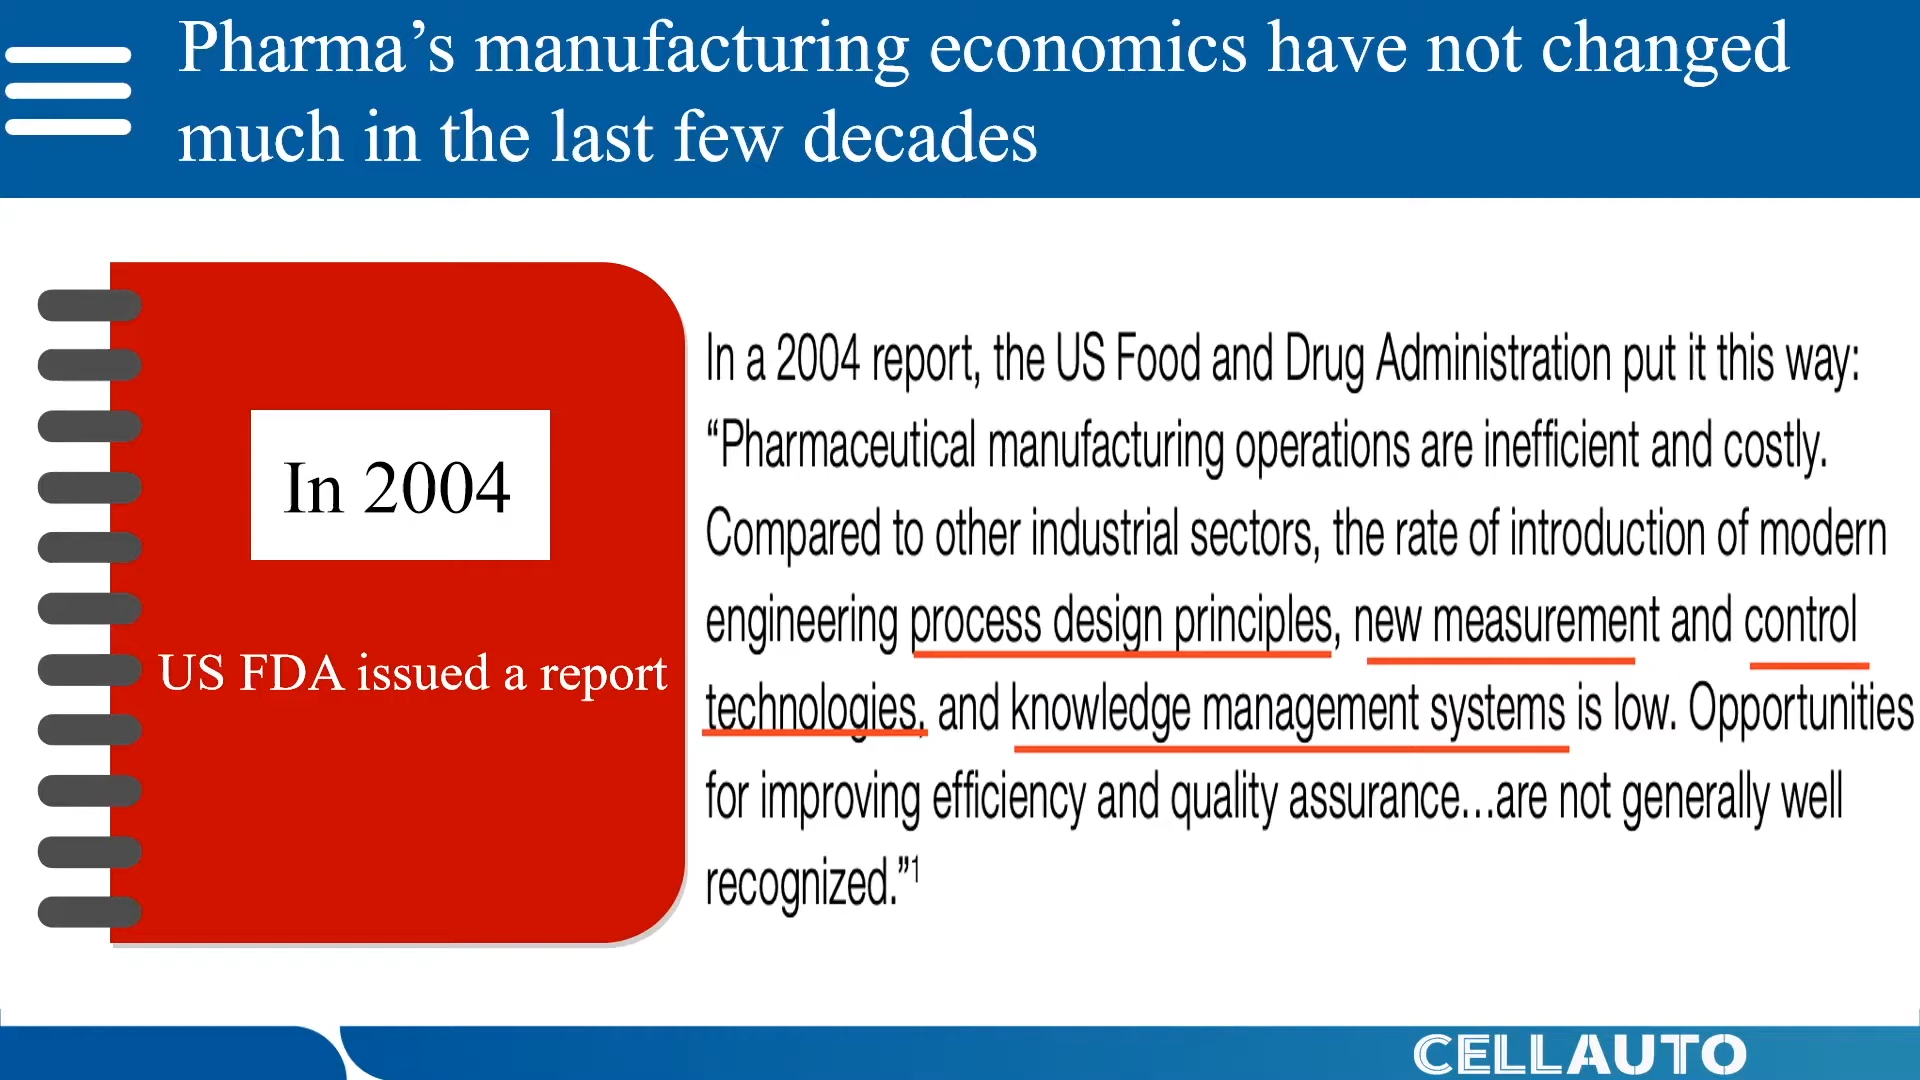 Pharma’s manufacturing economics have not changed
much in the last few decades
In 2004
US FDA issued a report
In a 2004 report, the US Food and Drug Administration put it this way:
“Pharmaceutical manufacturing operations are inefficient and costly.
Compared to other industrial sectors, the rate of introduction of modern
engineering process design principles, new measurement and control
technologies, and knowledge management systems is low. Opportunities
for improving efficiency and quality assurance…are not generally well
recognized.”1
CELLAUTO